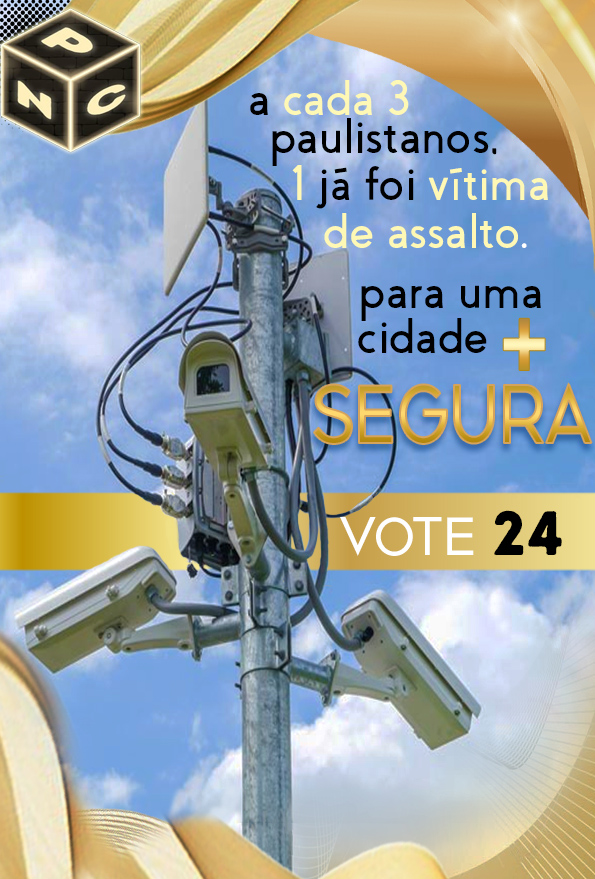 P
N C
a cada 3
paulistanos,
1 já foi vítima
de assalto.
para uma
cidade +
SEGURA
VOTE 24